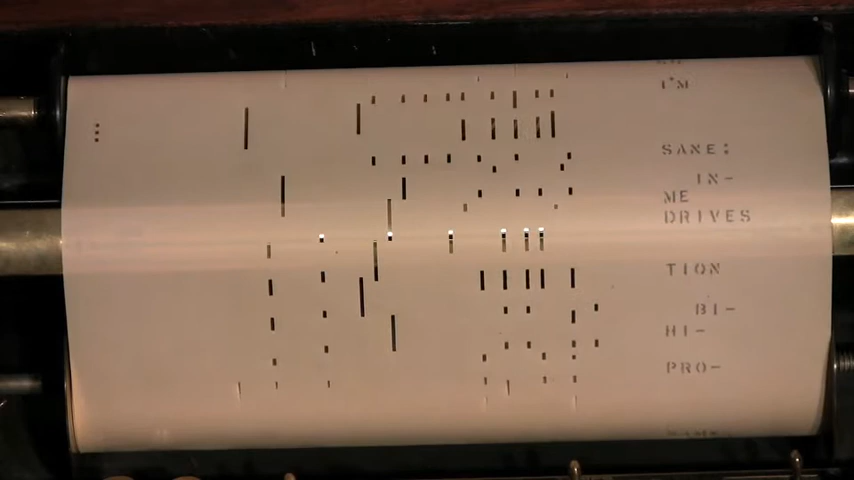 I'M
SANE:
IN-
ME
DRIVES
TION
BI-
HI-
PRO-